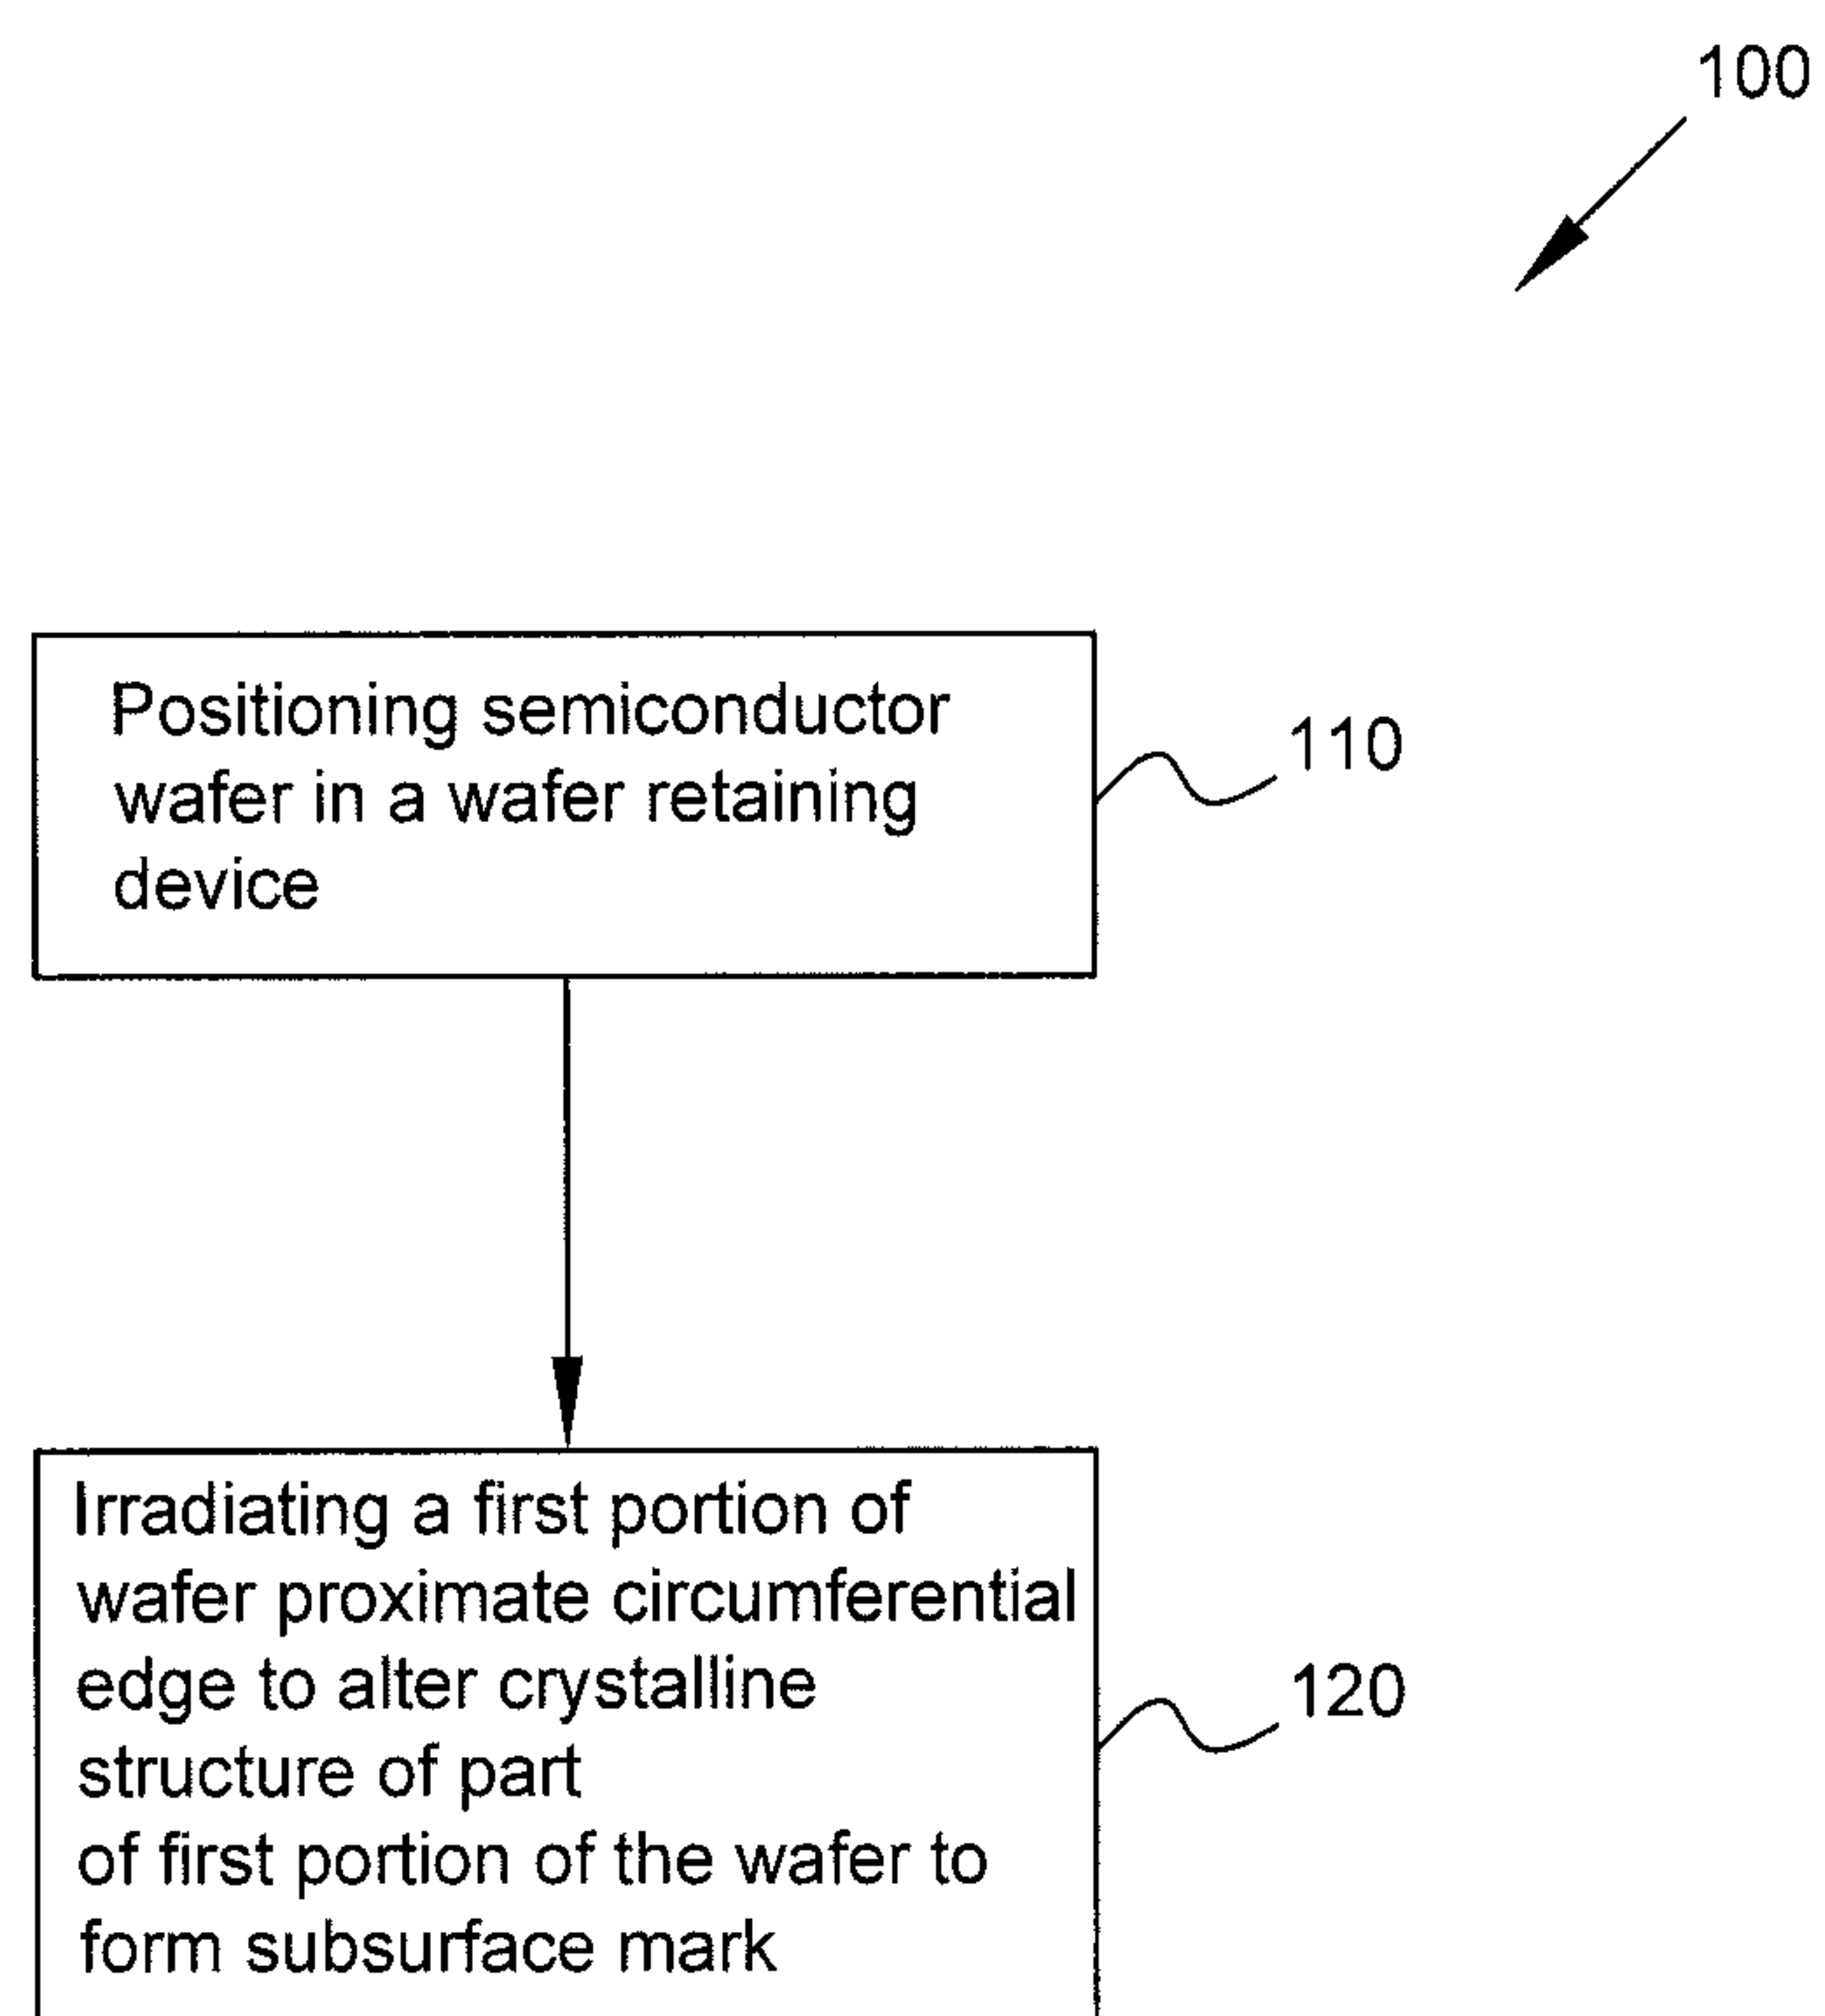 100
Positioning semiconductor
wafer in a wafer retaining
device
110
Irradiating a first portion of
wafer proximate circumferential
edge to alter crystalline
structure of part
of first portion of the wafer to
form subsurface mark
120